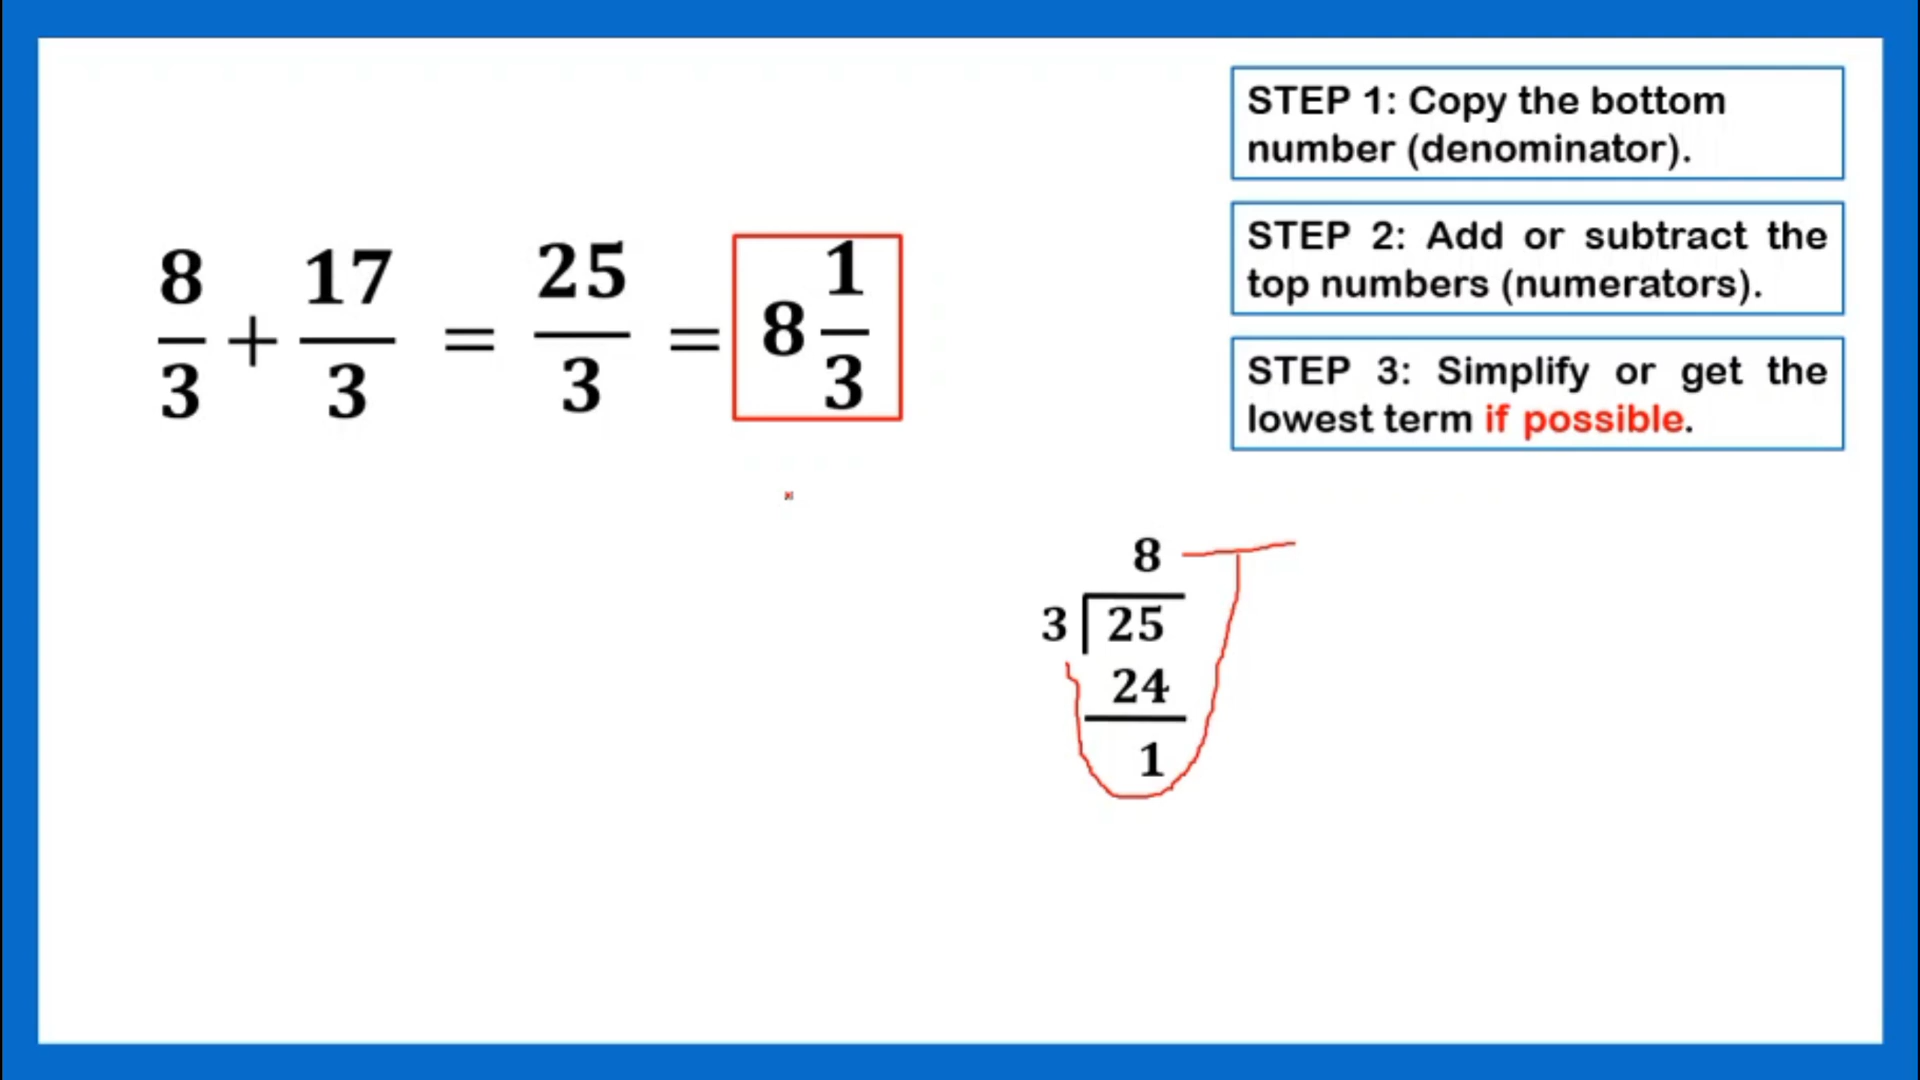 8/3 + 17/3 = 25/3 = 8 1/3
STEP 1: Copy the bottom
number (denominator).
STEP 2: Add or subtract the
top numbers (numerators).
STEP 3: Simplify or get the
lowest term if possible.
8
3 25
24
1